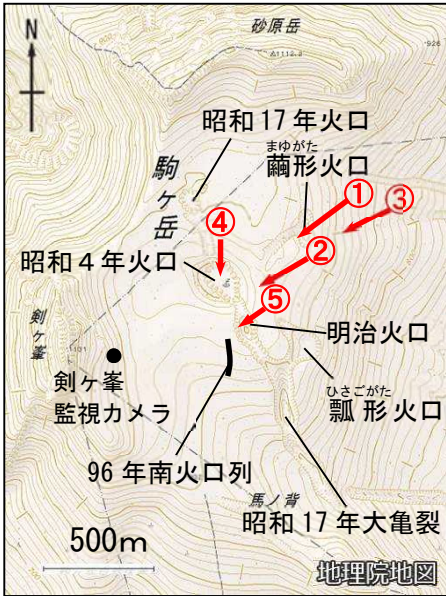 N
砂原岳
△1112.2
・926
昭和17年火口
まゆがた
繭形火口
駒ヶ岳
①
③
④
②
昭和4年火口
⑤
剣ヶ峯
明治火口
剣ヶ峯
監視カメラ
ひさごがた
瓢形火口
96年南火口列
馬ノ背
昭和17年大亀裂
500m
地理院地図